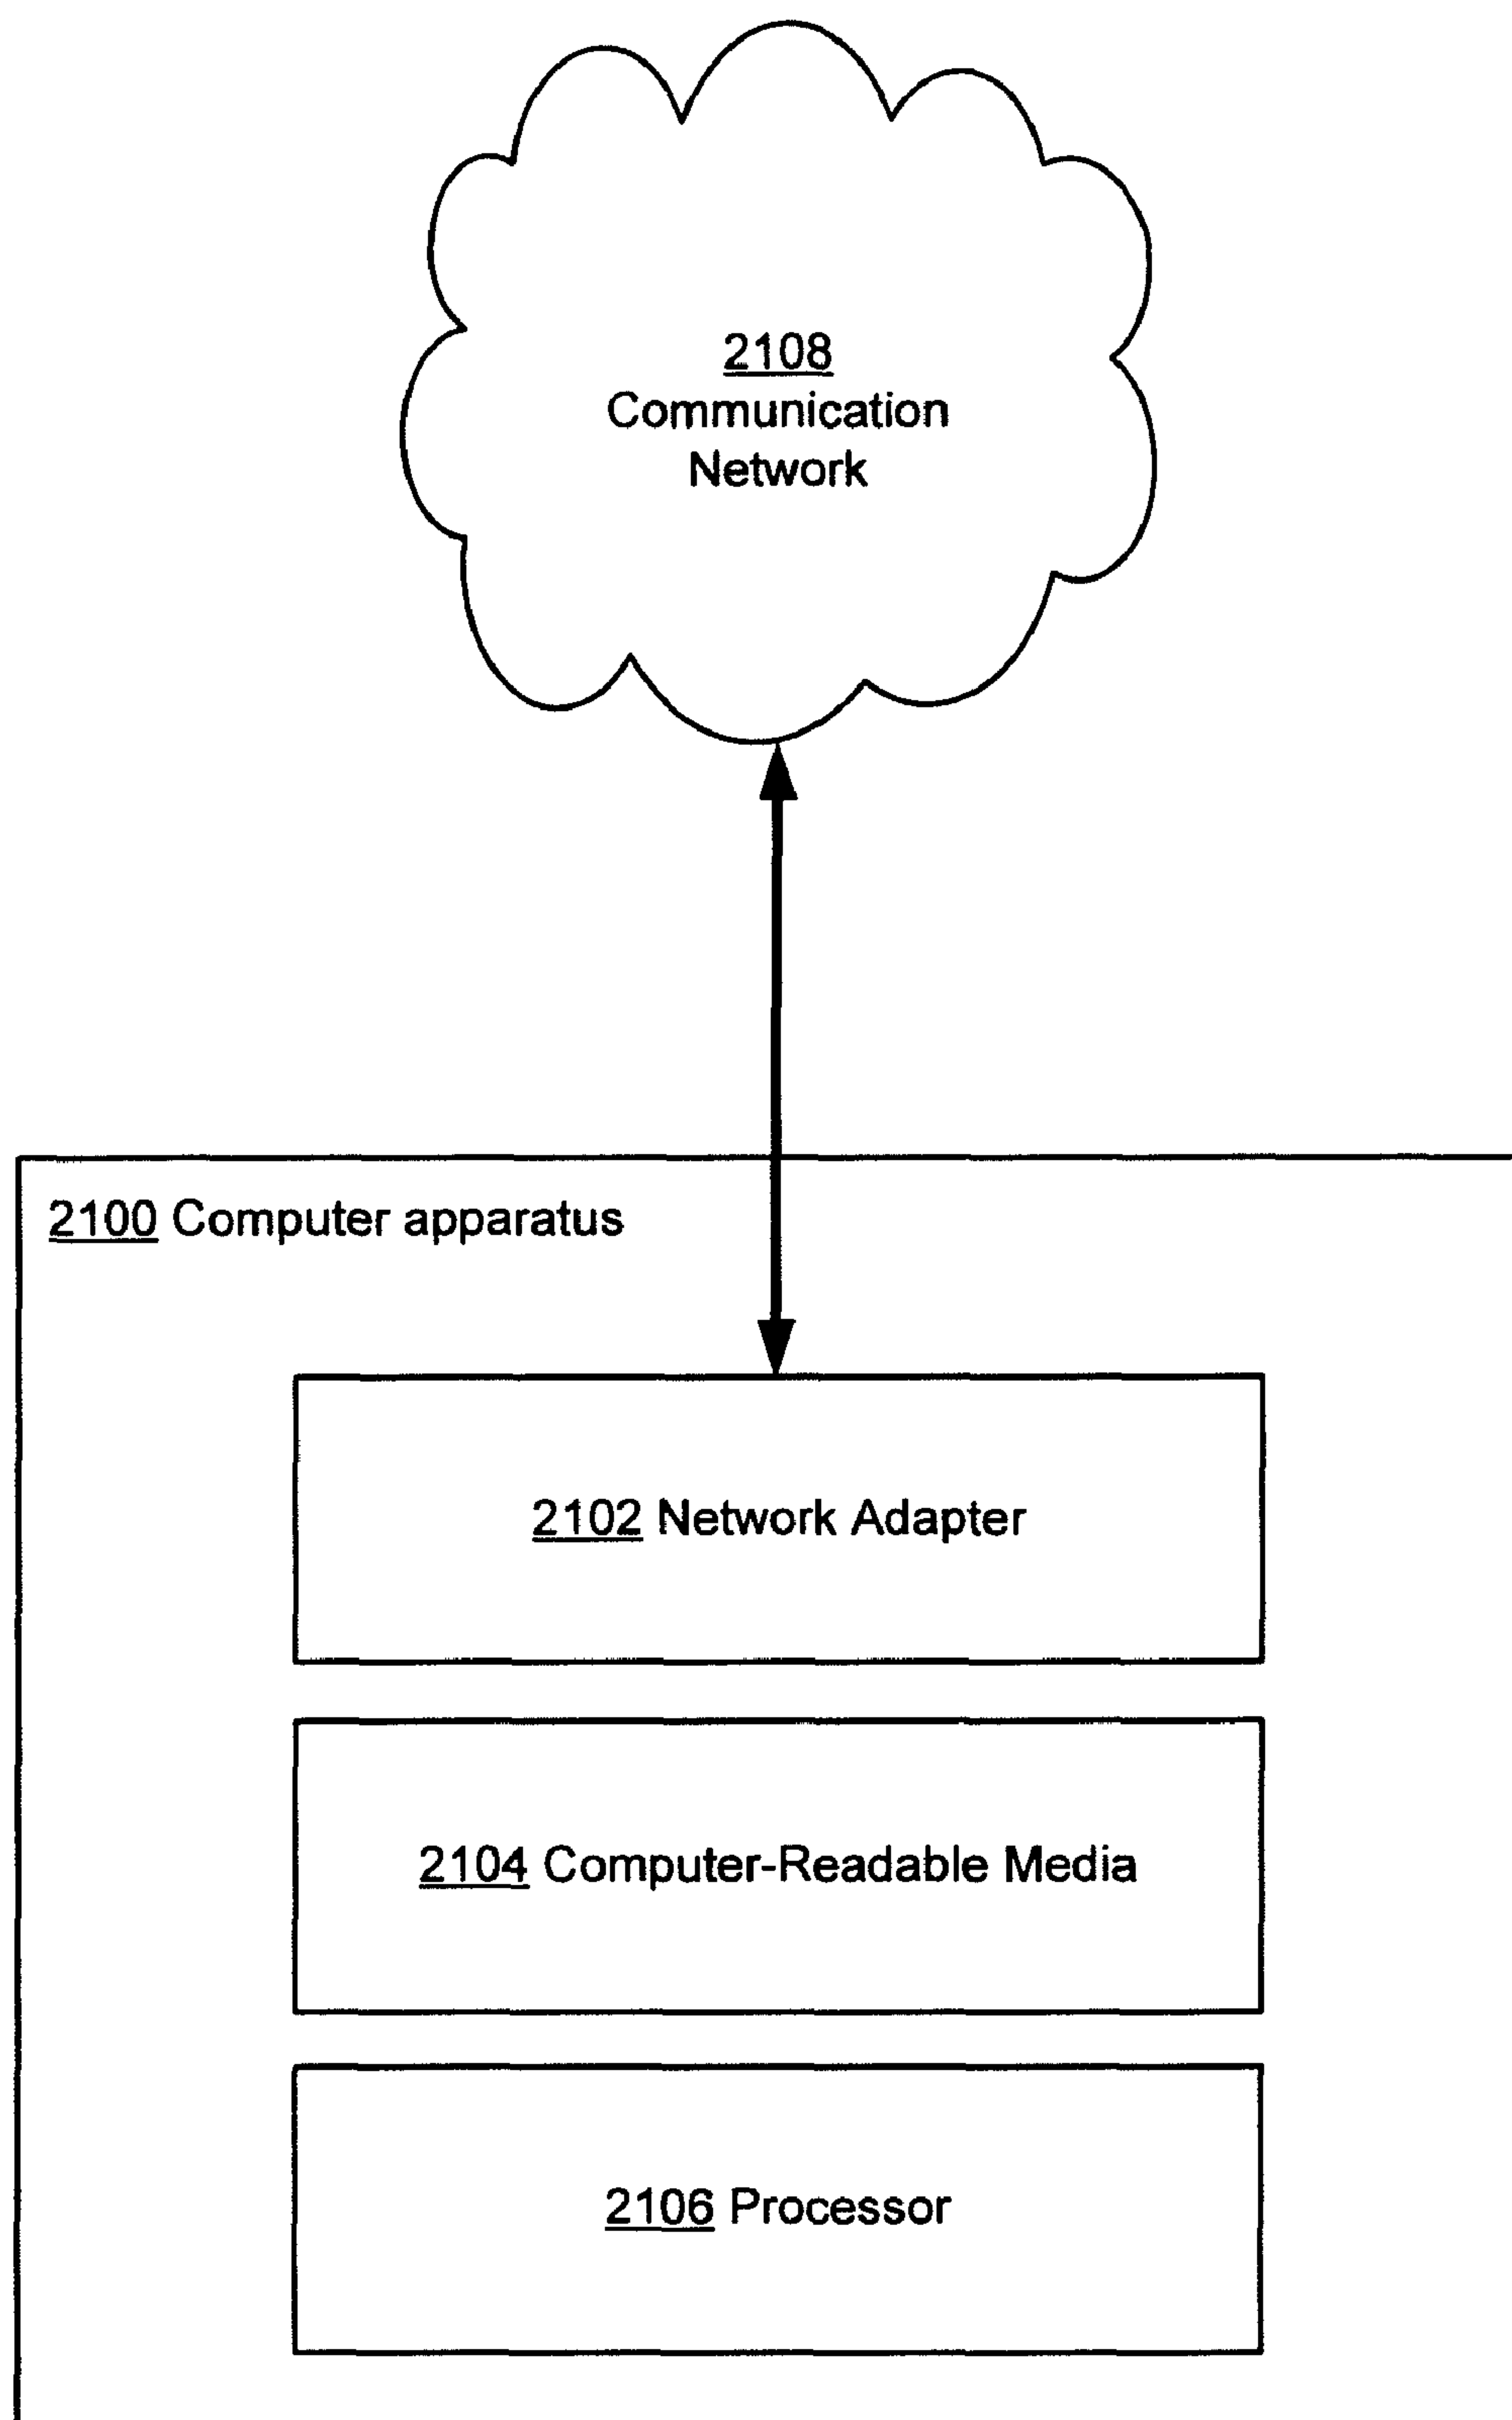 2108
Communication
Network
2100 Computer apparatus
2102 Network Adapter
2104 Computer-Readable Media
2106 Processor